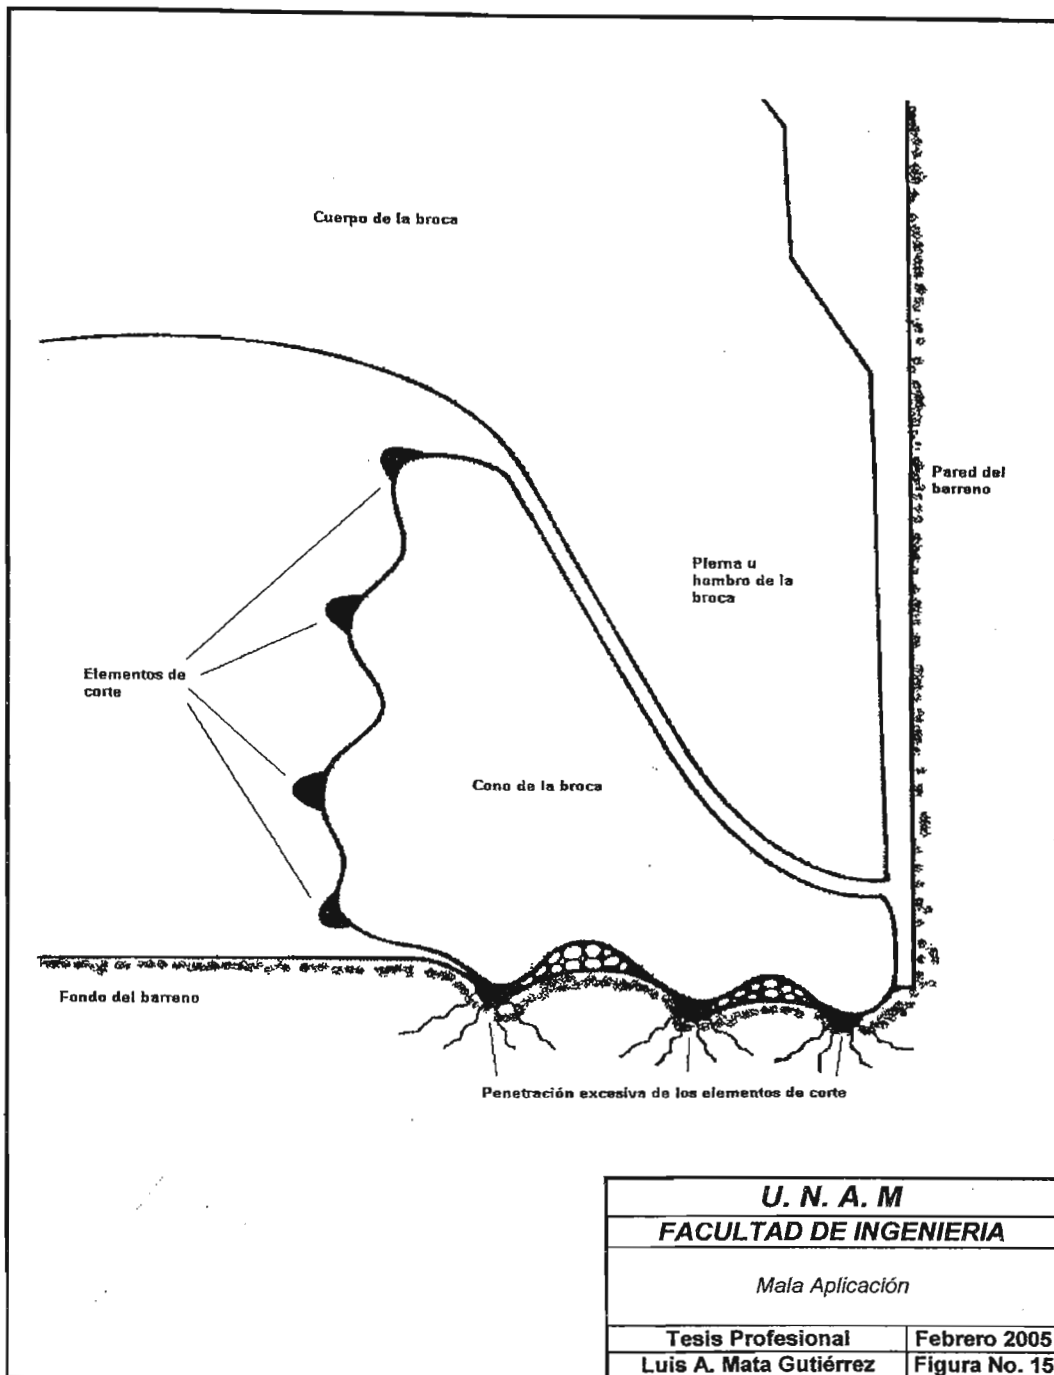 Cuerpo de la broca
Pared del
barreno
Pierna u
hombro de la
broca
Elementos de
corte
Cono de la broca
Fondo del barreno
Penetración excesiva de los elementos de corte
U. N. A. M
FACULTAD DE INGENIERIA
Mala Aplicación
Tesis Profesional
Febrero 2005
Luis A. Mata Gutiérrez
Figura No. 15